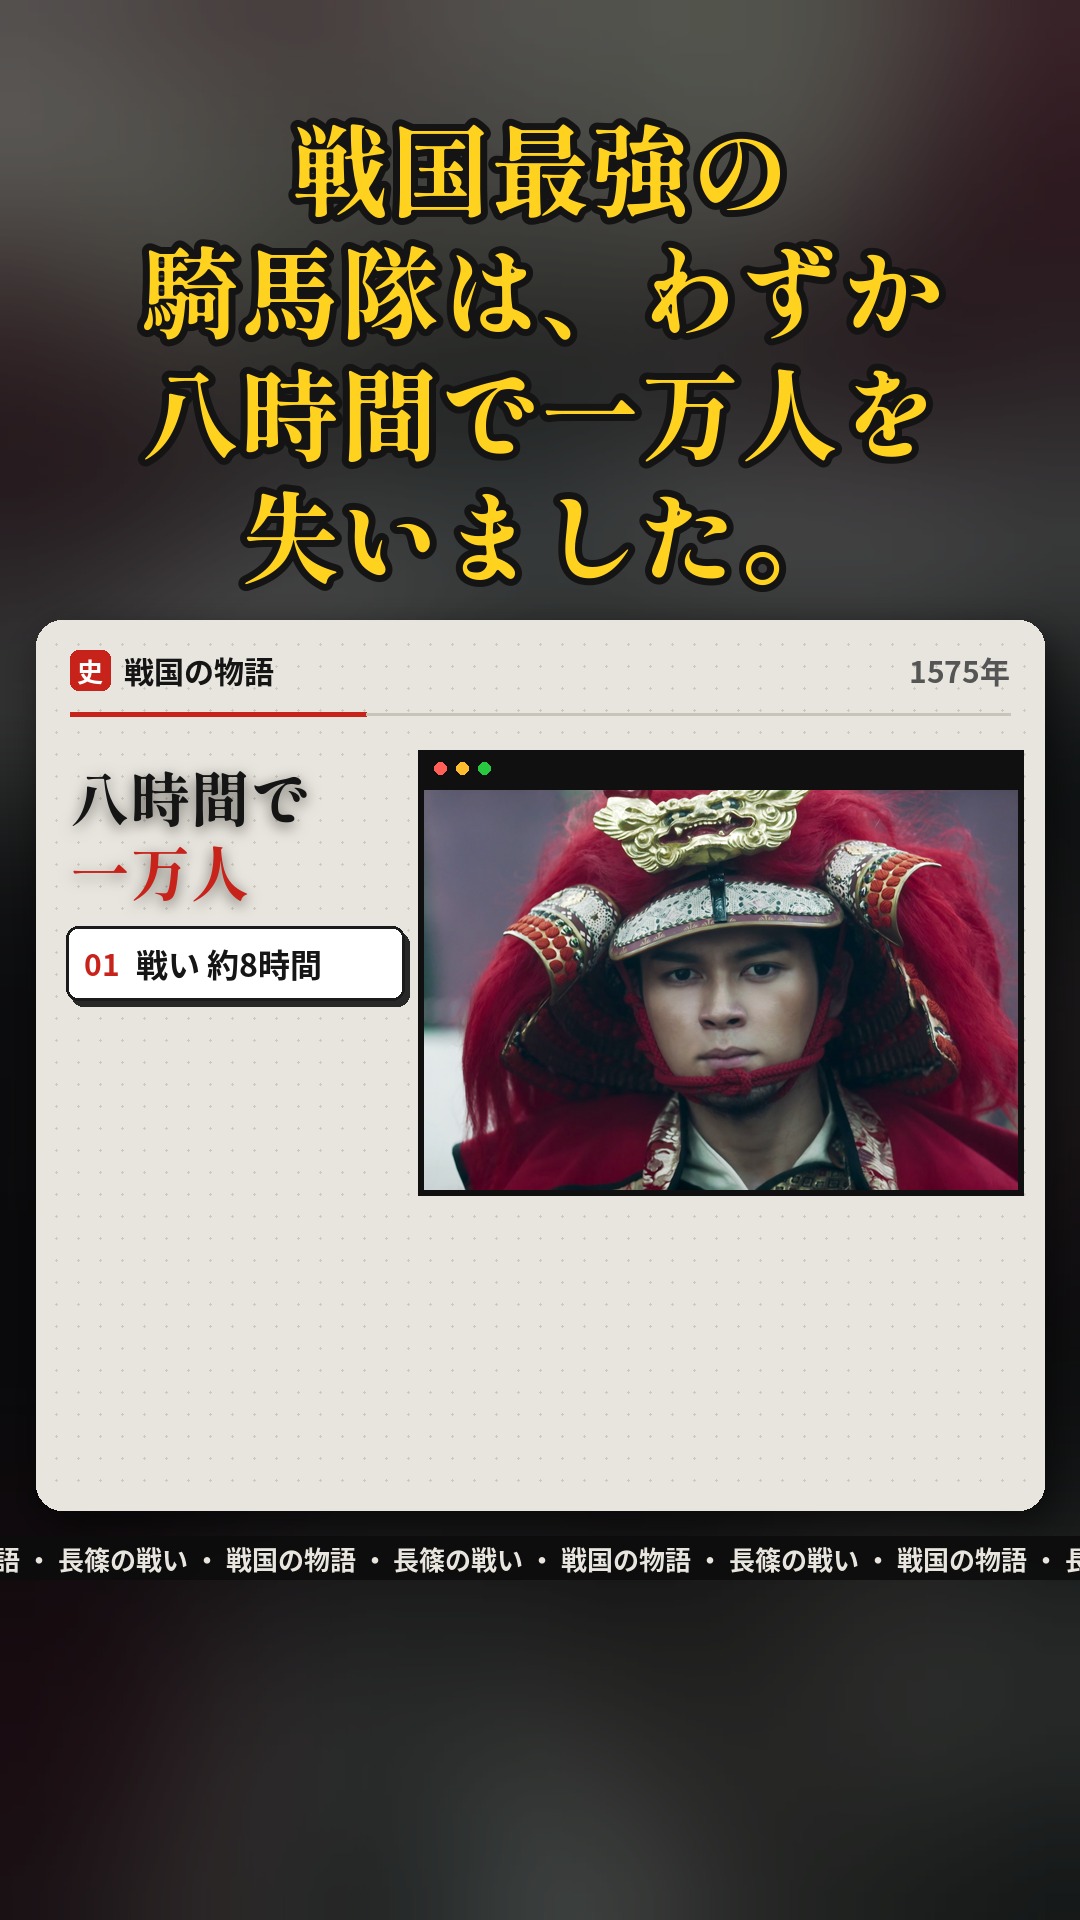 戦国最強の
騎馬隊は、わずか
八時間で一万人を
失いました。
史 戦国の物語
1575年
八時間で
一万人
01 戦い 約8時間
語 ・ 長篠の戦い ・ 戦国の物語 ・ 長篠の戦い ・ 戦国の物語 ・ 長篠の戦い ・ 戦国の物語 ・ 長